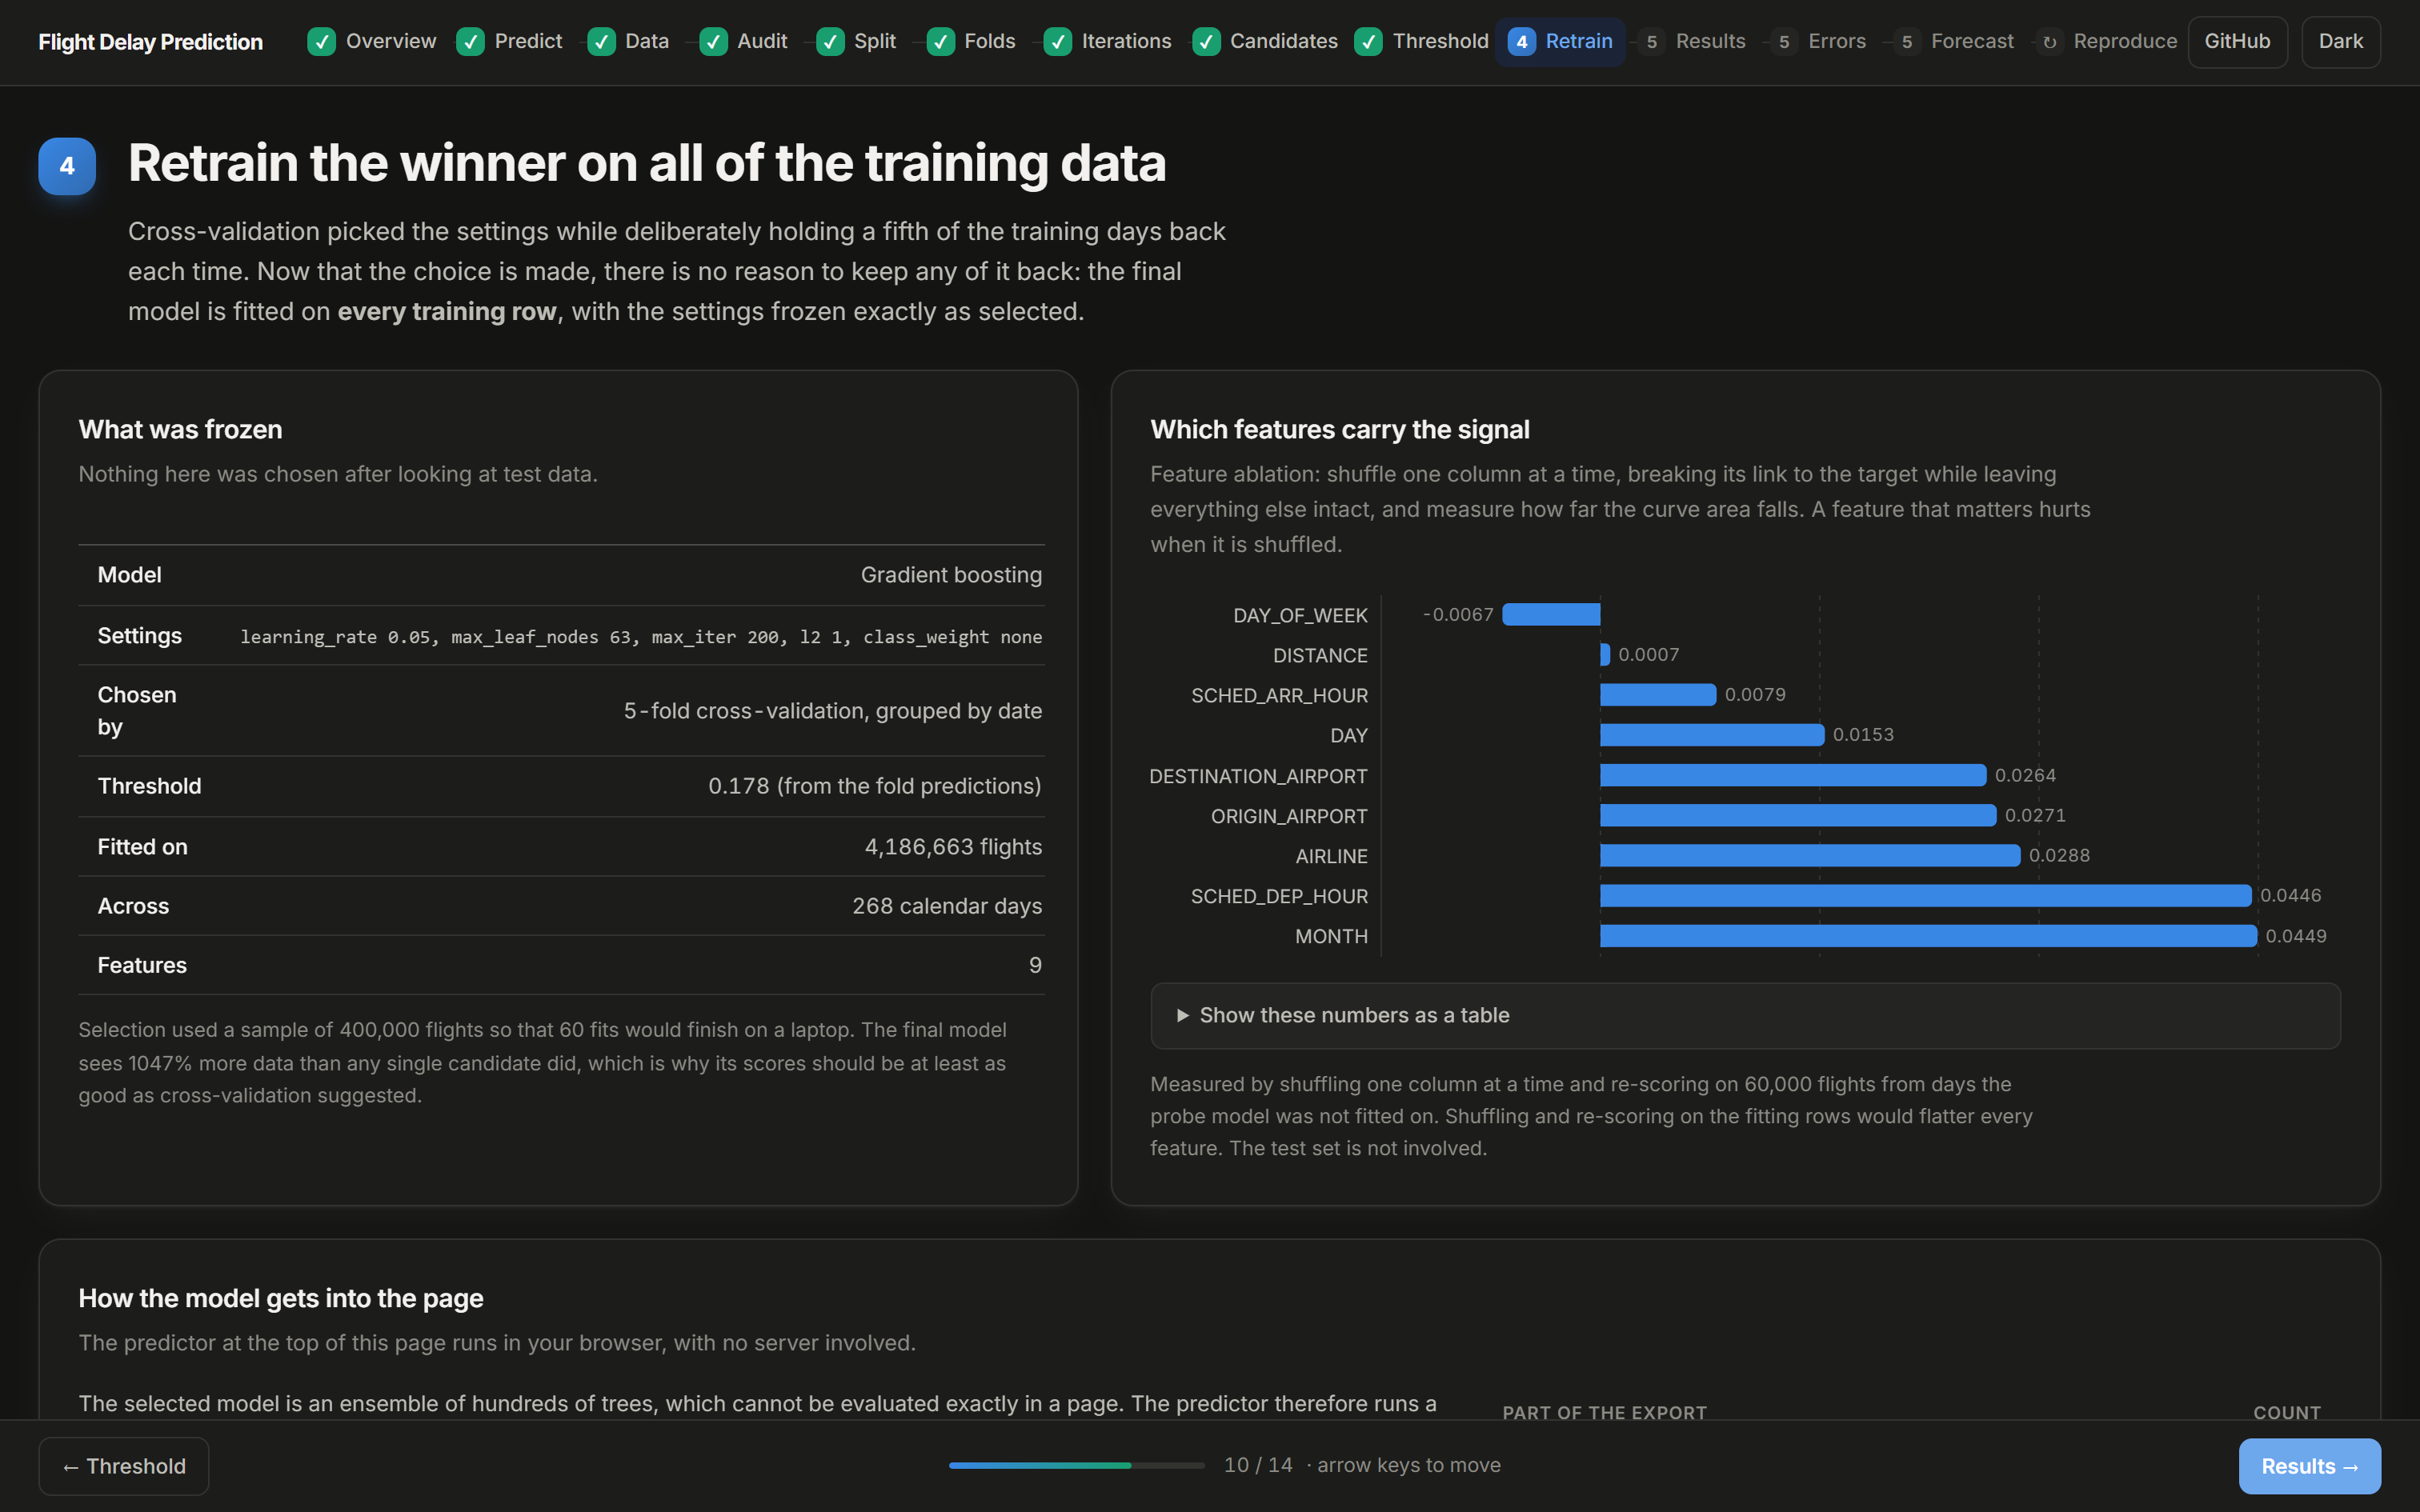 Flight Delay Prediction
✓ Overview
✓ Predict
✓ Data
✓ Audit
✓ Split
✓ Folds
✓ Iterations
✓ Candidates
✓ Threshold
4 Retrain
5 Results
5 Errors
5 Forecast
↻ Reproduce
GitHub
Dark
4
Retrain the winner on all of the training data
Cross-validation picked the settings while deliberately holding a fifth of the training days back
each time. Now that the choice is made, there is no reason to keep any of it back: the final
model is fitted on every training row, with the settings frozen exactly as selected.
What was frozen
Nothing here was chosen after looking at test data.
Model Gradient boosting
Settings learning_rate 0.05, max_leaf_nodes 63, max_iter 200, l2 1, class_weight none
Chosen
by
5-fold cross-validation, grouped by date
Threshold 0.178 (from the fold predictions)
Fitted on 4,186,663 flights
Across 268 calendar days
Features 9
Selection used a sample of 400,000 flights so that 60 fits would finish on a laptop. The final model
sees 1047% more data than any single candidate did, which is why its scores should be at least as
good as cross-validation suggested.
Which features carry the signal
Feature ablation: shuffle one column at a time, breaking its link to the target while leaving
everything else intact, and measure how far the curve area falls. A feature that matters hurts
when it is shuffled.
DAY_OF_WEEK -0.0067
DISTANCE 0.0007
SCHED_ARR_HOUR 0.0079
DAY 0.0153
DESTINATION_AIRPORT 0.0264
ORIGIN_AIRPORT 0.0271
AIRLINE 0.0288
SCHED_DEP_HOUR 0.0446
MONTH 0.0449
▶ Show these numbers as a table
Measured by shuffling one column at a time and re-scoring on 60,000 flights from days the
probe model was not fitted on. Shuffling and re-scoring on the fitting rows would flatter every
feature. The test set is not involved.
How the model gets into the page
The predictor at the top of this page runs in your browser, with no server involved.
The selected model is an ensemble of hundreds of trees, which cannot be evaluated exactly in a page. The predictor therefore runs a
PART OF THE EXPORT COUNT
← Threshold
10 / 14 · arrow keys to move
Results →